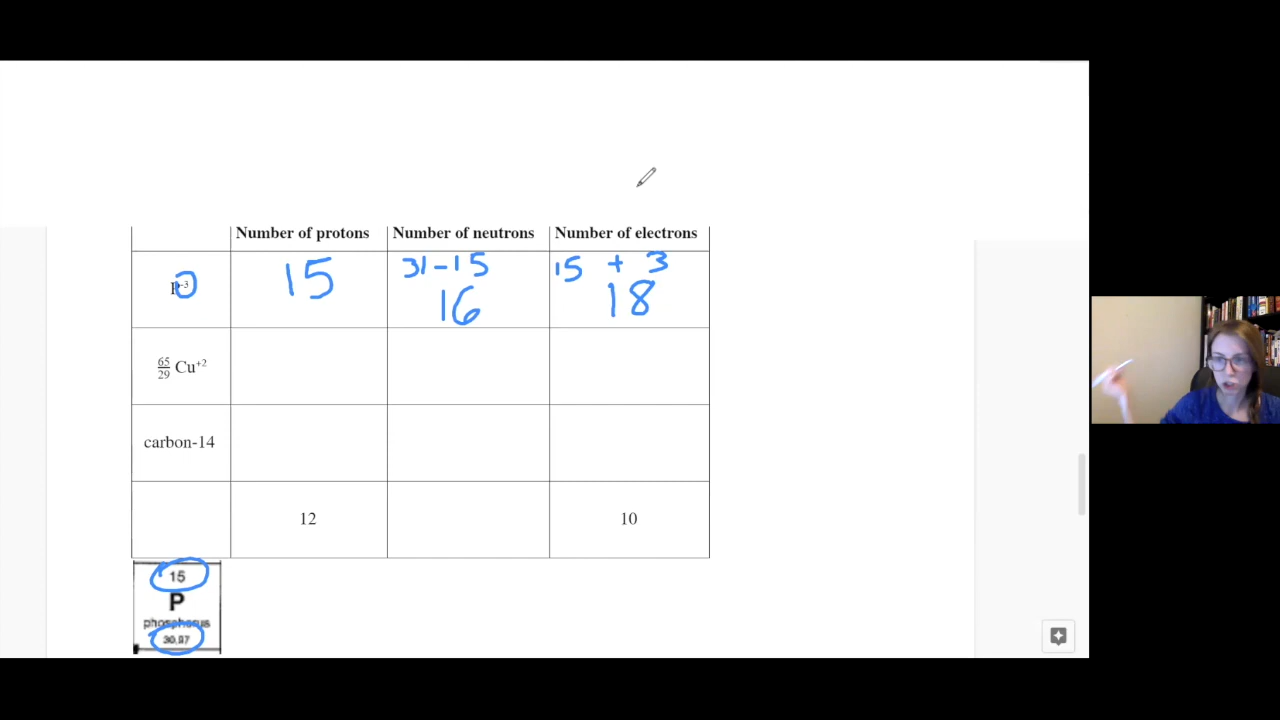 Number of protons Number of neutrons Number of electrons
P-3 15 31-15 15 + 3
16 18
65/29 Cu+2
carbon-14
12 10
15
P
phosphorus
30.97